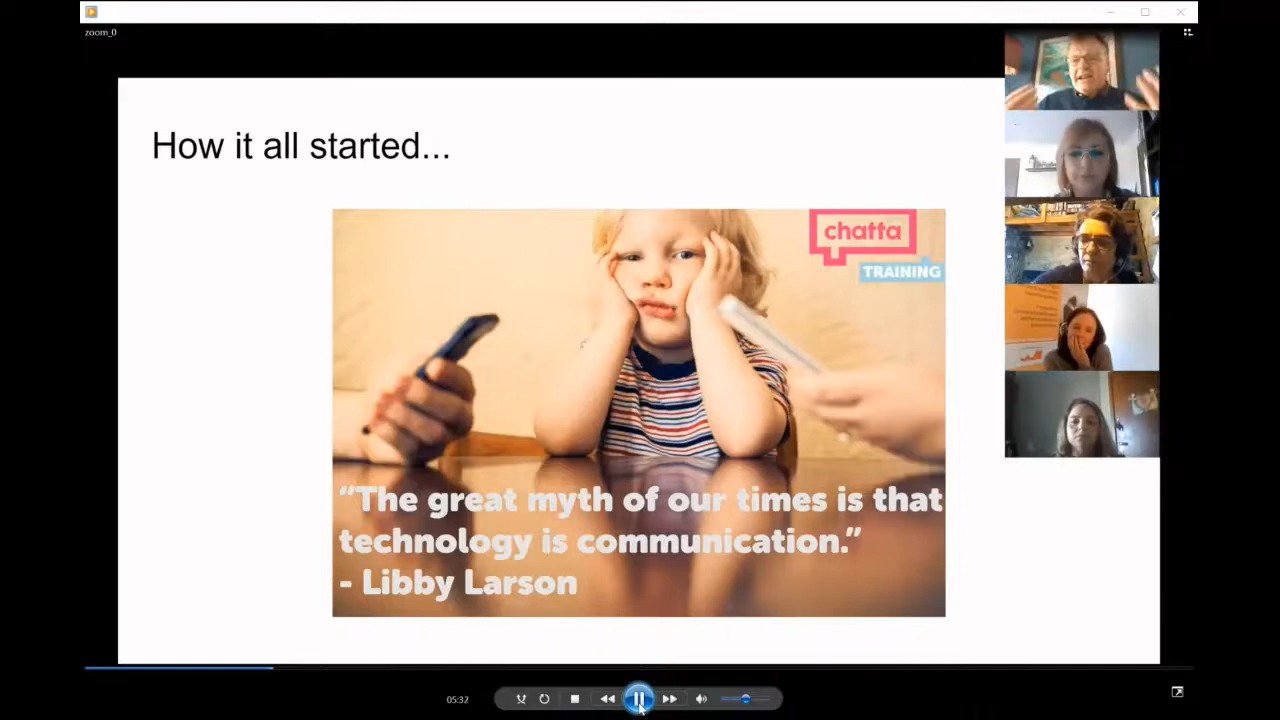 zoom_0
How it all started...
chatta
TRAINING
“The great myth of our times is that
technology is communication.”
- Libby Larson
05:32